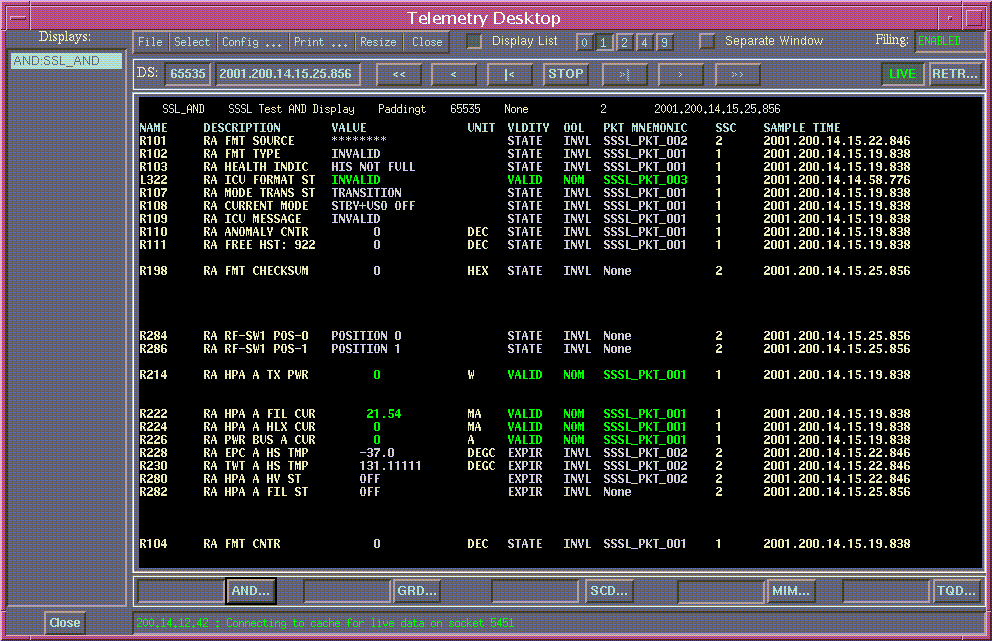 Telemetry Desktop
Displays:
AND:SSL_AND
File Select Config ... Print ... Resize Close Display List 0 1 2 4 9 Separate Window Filing: ENABLED
DS: 65535 2001.200.14.15.25.856 << < |< STOP >| > >> LIVE RETR...
SSL_AND SSSL Test AND Display Paddingt 65535 None 2 2001.200.14.15.25.856
NAME DESCRIPTION VALUE UNIT VLDITY OOL PKT MNEMONIC SSC SAMPLE TIME
R101 RA FMT SOURCE ******** STATE INVL SSSL_PKT_002 2 2001.200.14.15.22.846
R102 RA FMT TYPE INVALID STATE INVL SSSL_PKT_001 1 2001.200.14.15.19.838
R103 RA HEALTH INDIC HIS NOT FULL STATE INVL SSSL_PKT_001 1 2001.200.14.15.19.838
L322 RA ICU FORMAT ST INVALID VALID NOM SSSL_PKT_003 1 2001.200.14.14.58.776
R107 RA MODE TRANS ST TRANSITION STATE INVL SSSL_PKT_001 1 2001.200.14.15.19.838
R108 RA CURRENT MODE STBY+USO OFF STATE INVL SSSL_PKT_001 1 2001.200.14.15.19.838
R109 RA ICU MESSAGE INVALID STATE INVL SSSL_PKT_001 1 2001.200.14.15.19.838
R110 RA ANOMALY CNTR 0 DEC STATE INVL SSSL_PKT_001 1 2001.200.14.15.19.838
R111 RA FREE HST: 922 0 DEC STATE INVL SSSL_PKT_001 1 2001.200.14.15.19.838
R198 RA FMT CHECKSUM 0 HEX STATE INVL None 2 2001.200.14.15.25.856
R284 RA RF-SW1 POS-0 POSITION 0 STATE INVL None 2 2001.200.14.15.25.856
R286 RA RF-SW1 POS-1 POSITION 1 STATE INVL None 2 2001.200.14.15.25.856
R214 RA HPA A TX PWR 0 W VALID NOM SSSL_PKT_001 1 2001.200.14.15.19.838
R222 RA HPA A FIL CUR 21.54 MA VALID NOM SSSL_PKT_001 1 2001.200.14.15.19.838
R224 RA HPA A HLX CUR 0 MA VALID NOM SSSL_PKT_001 1 2001.200.14.15.19.838
R226 RA PWR BUS A CUR 0 A VALID NOM SSSL_PKT_001 1 2001.200.14.15.19.838
R228 RA EPC A HS TMP -37.0 DEGC EXPIR INVL SSSL_PKT_002 2 2001.200.14.15.22.846
R230 RA TWT A HS TMP 131.11111 DEGC EXPIR INVL SSSL_PKT_002 2 2001.200.14.15.22.846
R280 RA HPA A HV ST OFF EXPIR INVL SSSL_PKT_002 2 2001.200.14.15.22.846
R282 RA HPA A FIL ST OFF EXPIR INVL None 2 2001.200.14.15.25.856
R104 RA FMT CNTR 0 DEC STATE INVL SSSL_PKT_001 1 2001.200.14.15.19.838
AND... GRD... SCD... MIM... TQD...
Close 200.14.12.42 : Connecting to cache for live data on socket 5451